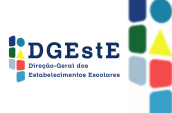 DGEstE
Direção-Geral dos
Estabelecimentos Escolares